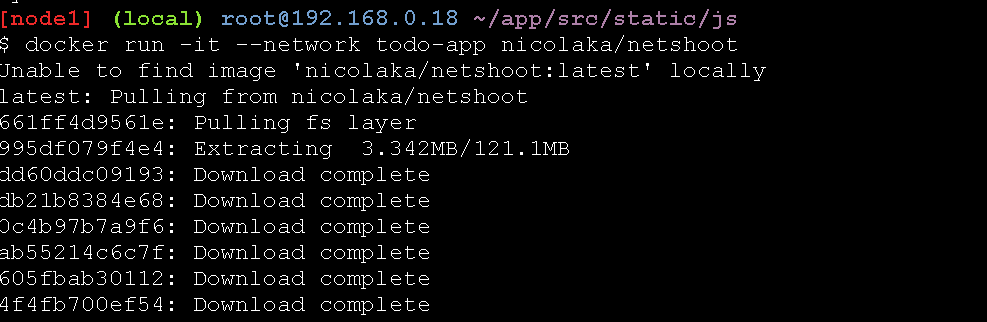 [node1] (local) root@192.168.0.18 ~/app/src/static/js
$ docker run -it --network todo-app nicolaka/netshoot
Unable to find image 'nicolaka/netshoot:latest' locally
latest: Pulling from nicolaka/netshoot
661ff4d9561e: Pulling fs layer
995df079f4e4: Extracting  3.342MB/121.1MB
dd60ddc09193: Download complete
db21b8384e68: Download complete
0c4b97b7a9f6: Download complete
ab55214c6c7f: Download complete
605fbab30112: Download complete
4f4fb700ef54: Download complete